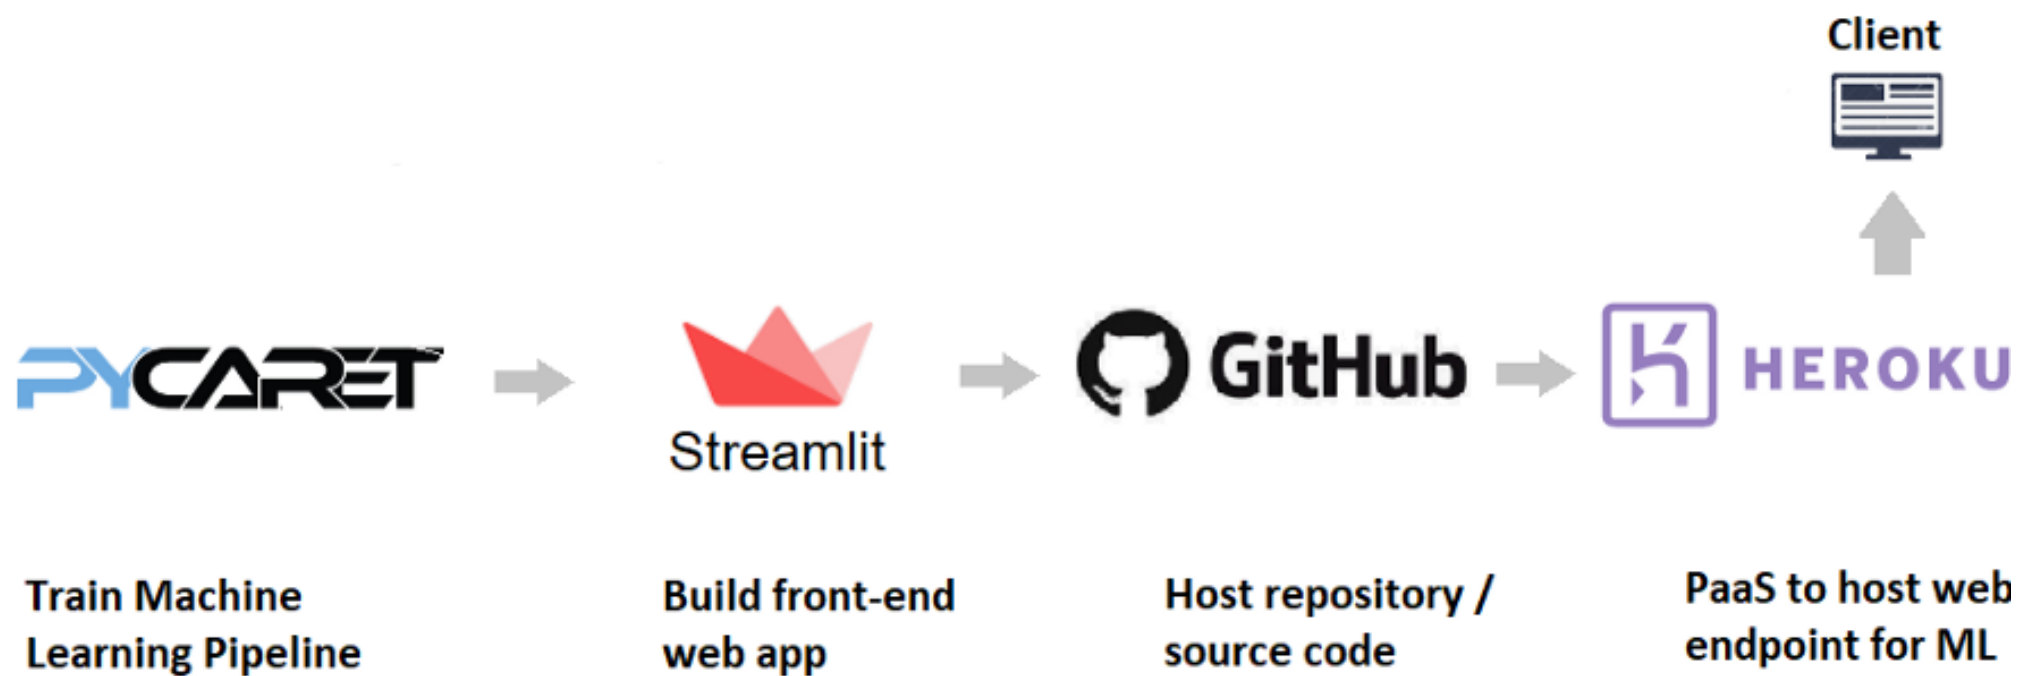 Client
PYCARET
Streamlit
GitHub
HEROKU
Train Machine
Learning Pipeline
Build front-end
web app
Host repository /
source code
PaaS to host web
endpoint for ML